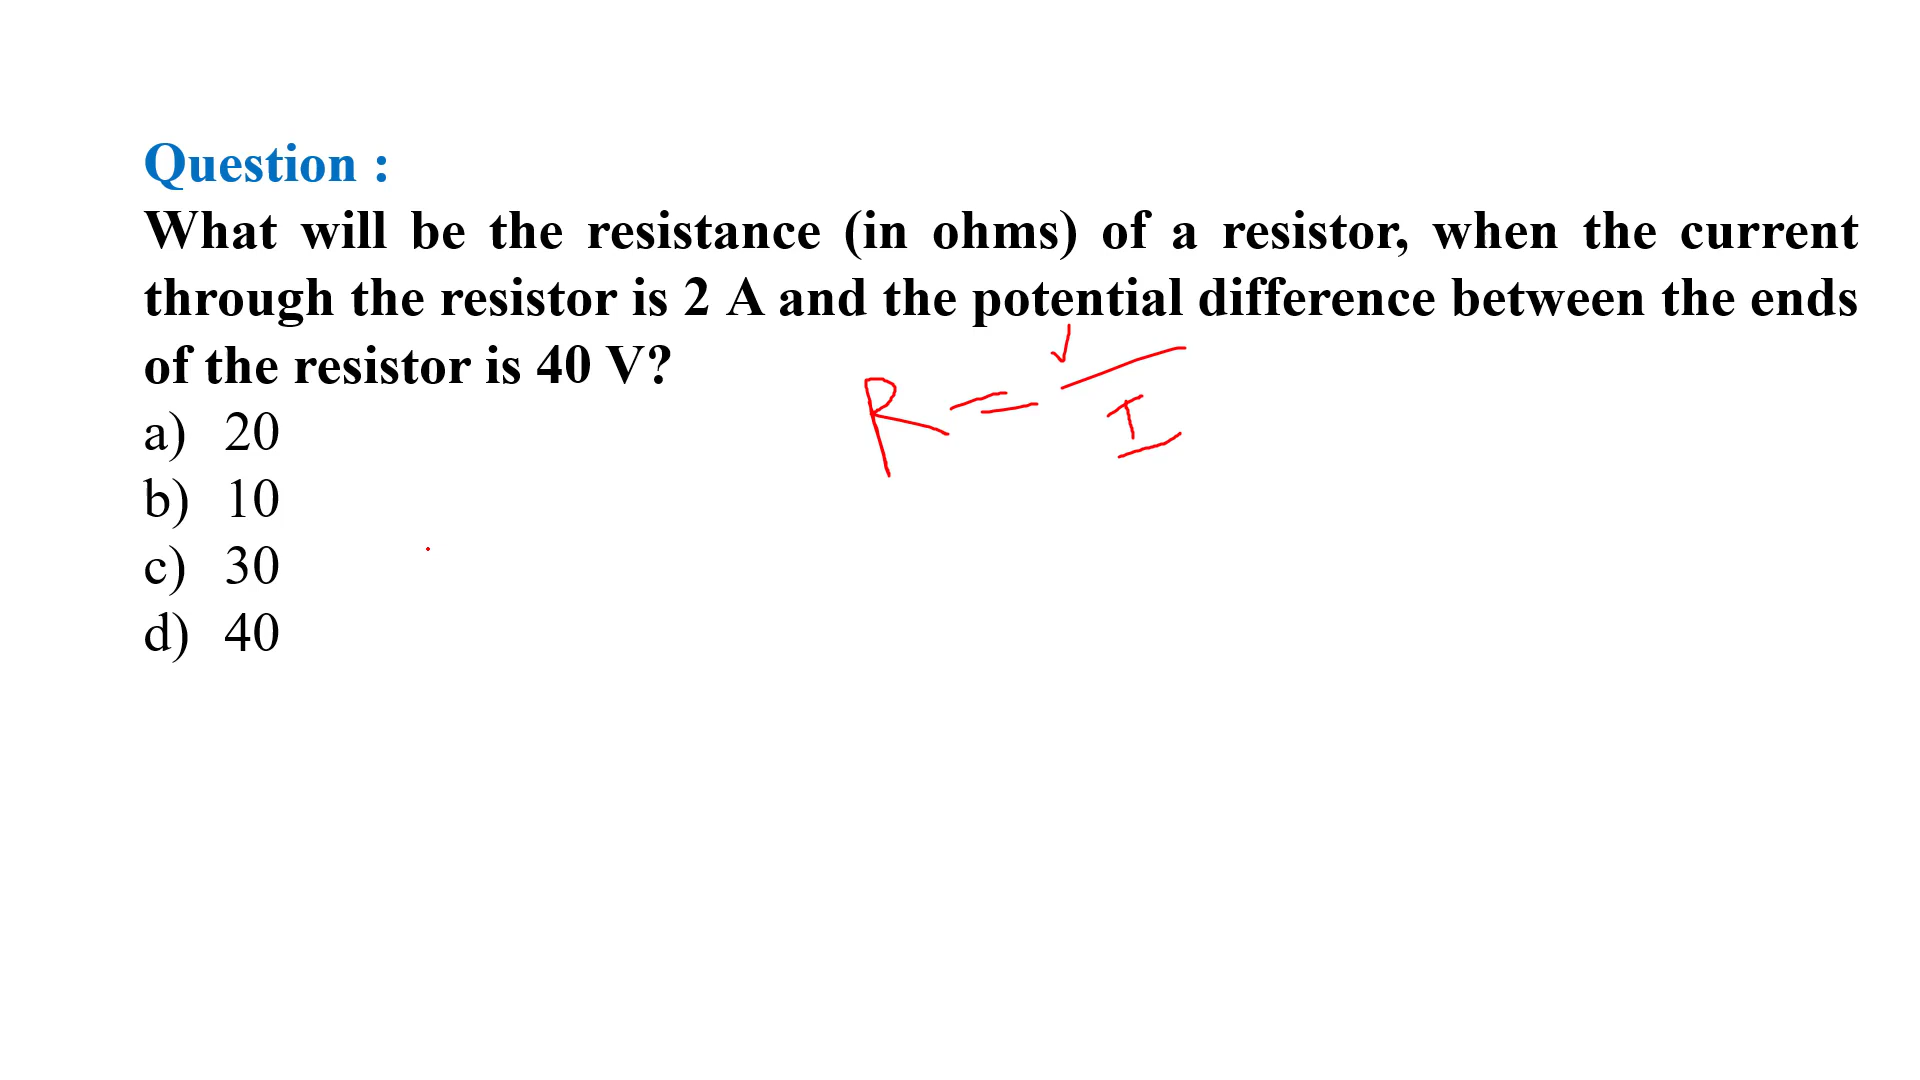 Question :
What will be the resistance (in ohms) of a resistor, when the current
through the resistor is 2 A and the potential difference between the ends
of the resistor is 40 V?
R = V / I
a) 20
b) 10
c) 30
d) 40